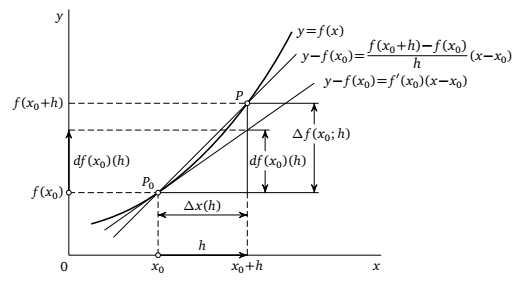 y
y=f(x)
y−f(x₀)=\frac{f(x₀+h)−f(x₀)}{h}(x−x₀)
y−f(x₀)=f′(x₀)(x−x₀)
f(x₀+h)
P
Δf(x₀;h)
df(x₀)(h)
df(x₀)(h)
P₀
f(x₀)
Δx(h)
h
0
x₀
x₀+h
x